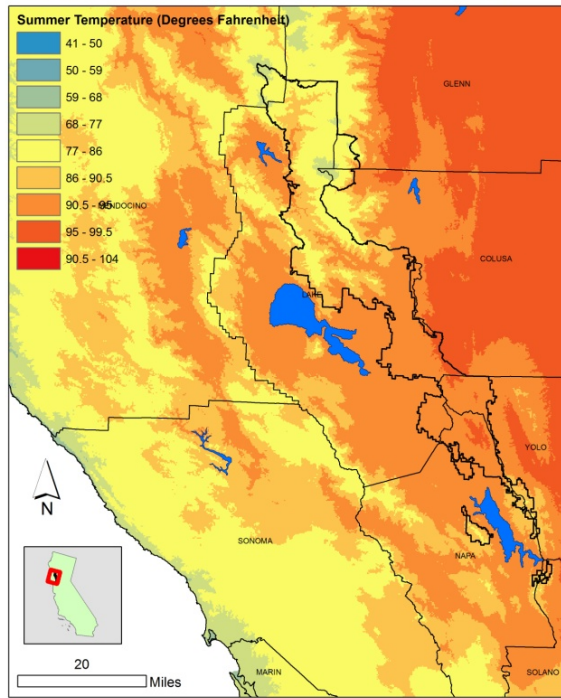 Summer Temperature (Degrees Fahrenheit)
41 - 50
50 - 59
59 - 68
68 - 77
77 - 86
86 - 90.5
90.5 - 95
95 - 99.5
90.5 - 104
GLENN
MENDOCINO
COLUSA
LAKE
YOLO
N
SONOMA
NAPA
20
Miles
MARIN
SOLANO